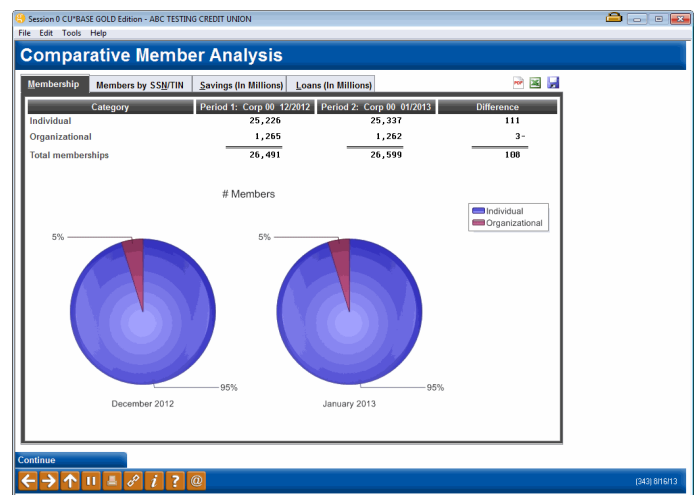 Session 0 CU*BASE GOLD Edition - ABC TESTING CREDIT UNION
File Edit Tools Help
Comparative Member Analysis
Membership Members by SSN/TIN Savings (In Millions) Loans (In Millions)
Category Period 1: Corp 00 12/2012 Period 2: Corp 00 01/2013 Difference
Individual 25,226 25,337 111
Organizational 1,265 1,262 3-
Total memberships 26,491 26,599 108
# Members
Individual
Organizational
5% 5%
95% 95%
December 2012 January 2013
Continue
(343) 8/16/13